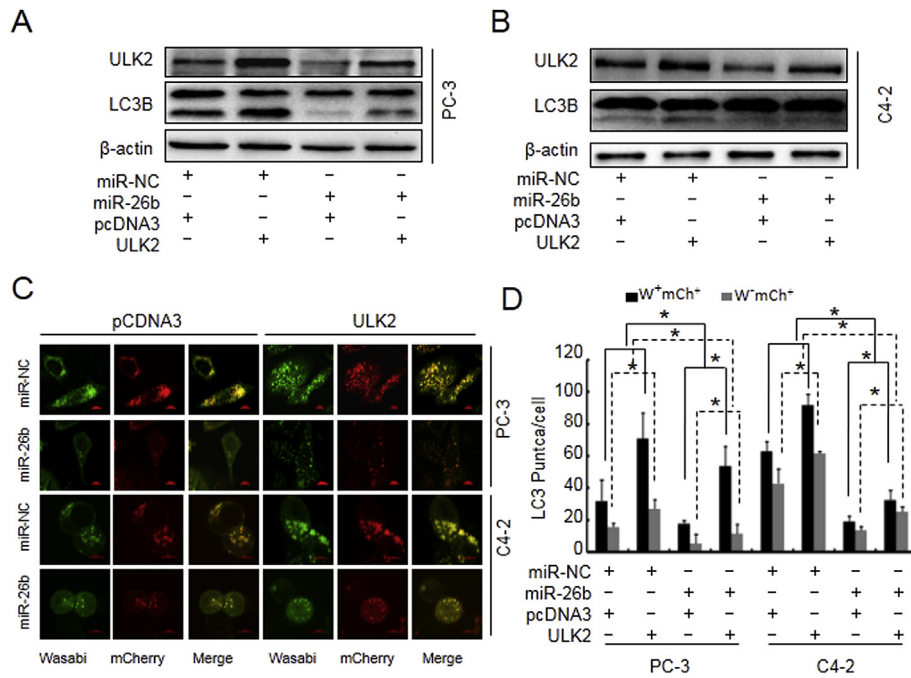 A
ULK2
LC3B
β-actin
PC-3
miR-NC + + – –
miR-26b – – + +
pcDNA3 + – + –
ULK2 – + – +
B
ULK2
LC3B
β-actin
C4-2
miR-NC + + – –
miR-26b – – + +
pcDNA3 + – + –
ULK2 – + – +
C
pCDNA3 ULK2
miR-NC
miR-26b
PC-3
miR-NC
miR-26b
C4-2
Wasabi mCherry Merge Wasabi mCherry Merge
D
W⁺mCh⁺ W⁻mCh⁺
* * * * * * * *
LC3 Puntca/cell
120
100
80
60
40
20
0
miR-NC + + – – + + – –
miR-26b – – + + – – + +
pcDNA3 + – + – + – + –
ULK2 – + – + – + – +
PC-3 C4-2